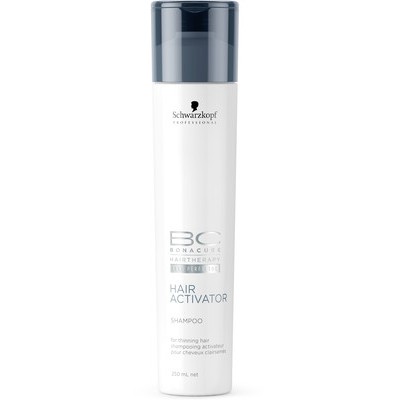 Schwarzkopf
PROFESSIONAL
BC
BONACURE
HAIRTHERAPY
HAIR
ACTIVATOR
SHAMPOO
for thinning hair
shampooing activateur
pour cheveux clairsemés
250 mL net